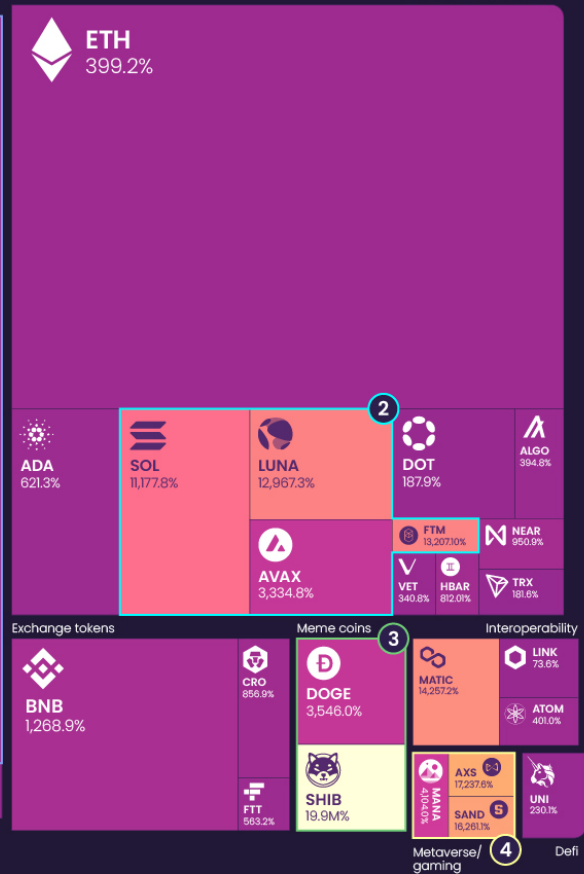 ETH
399.2%
2
ADA
621.3%
SOL
11,177.8%
LUNA
12,967.3%
DOT
187.9%
ALGO
394.8%
AVAX
3,334.8%
FTM
13,207.10%
NEAR
950.9%
VET
340.8%
HBAR
812.01%
TRX
181.6%
Exchange tokens
Meme coins
3
Interoperability
BNB
1,268.9%
CRO
856.9%
FTT
563.2%
DOGE
3,546.0%
SHIB
19.9M%
MATIC
14,257.2%
LINK
73.6%
ATOM
401.0%
MANA
4,104.0%
AXS
17,237.6%
SAND
16,261.1%
UNI
230.1%
Metaverse/
gaming
4
Defi